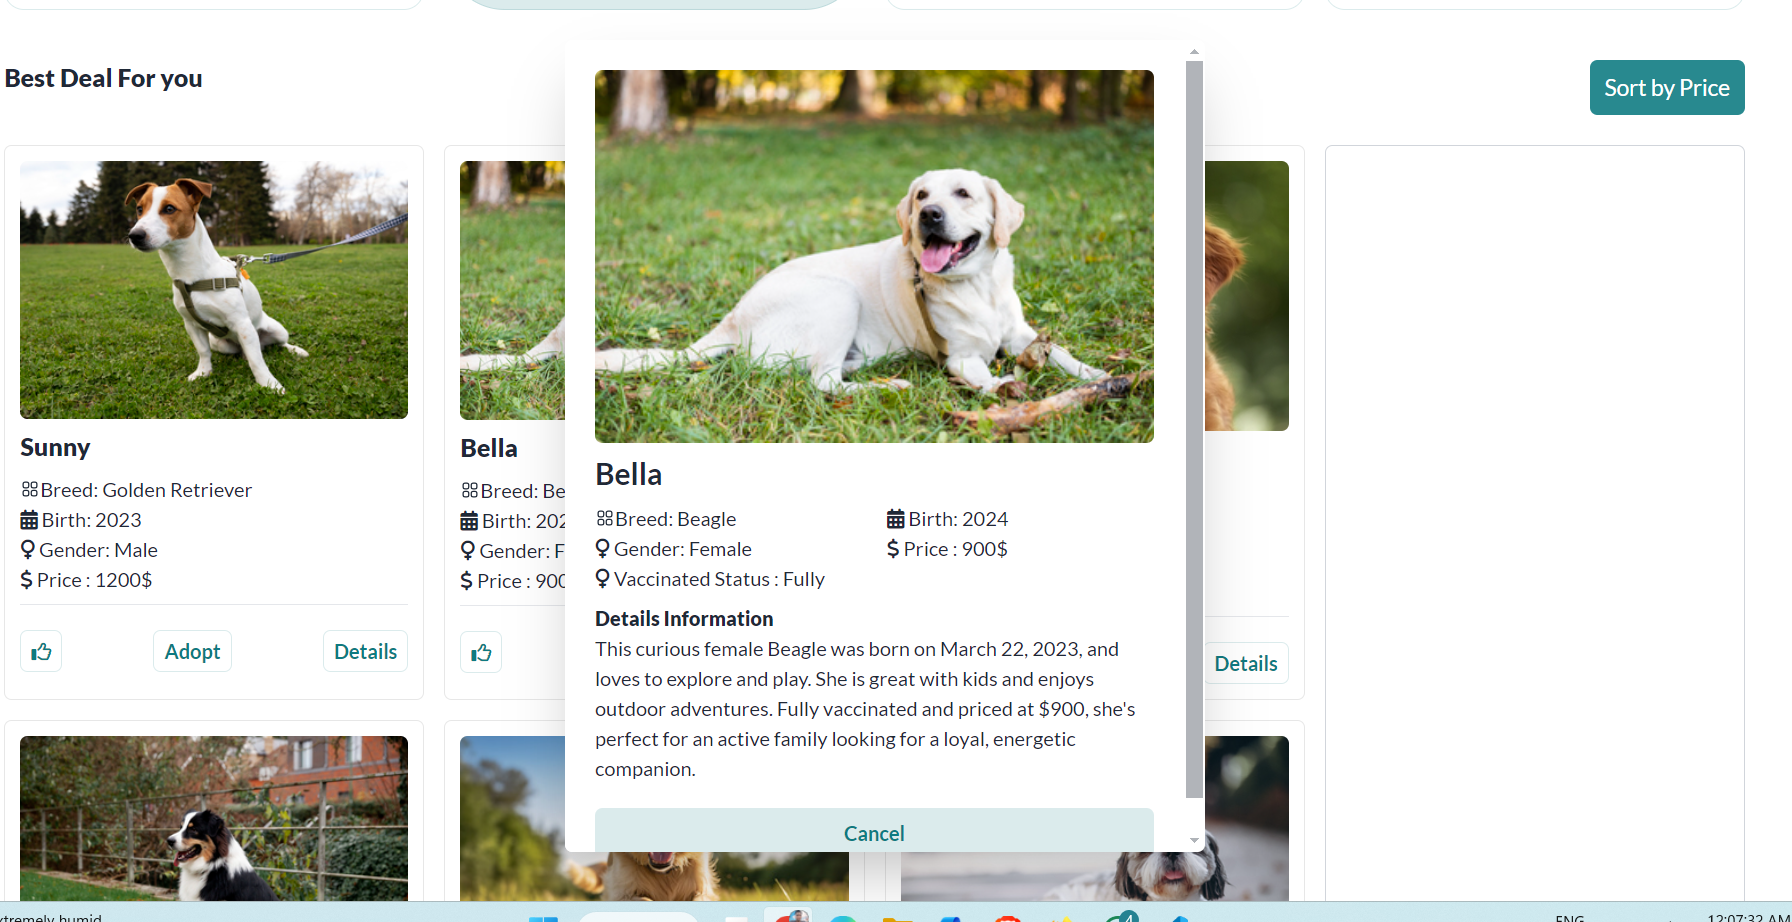 Best Deal For you
Sort by Price
Sunny
Breed: Golden Retriever
Birth: 2023
Gender: Male
Price : 1200$
Adopt
Details
Bella
Breed: Be
Birth: 202
Gender: F
Price : 900
Bella
Breed: Beagle
Birth: 2024
Gender: Female
$ Price : 900$
Vaccinated Status : Fully
Details Information
This curious female Beagle was born on March 22, 2023, and
loves to explore and play. She is great with kids and enjoys
outdoor adventures. Fully vaccinated and priced at $900, she's
perfect for an active family looking for a loyal, energetic
companion.
Cancel
Details
xtremely humid
4
ENG
12:07:32 AM